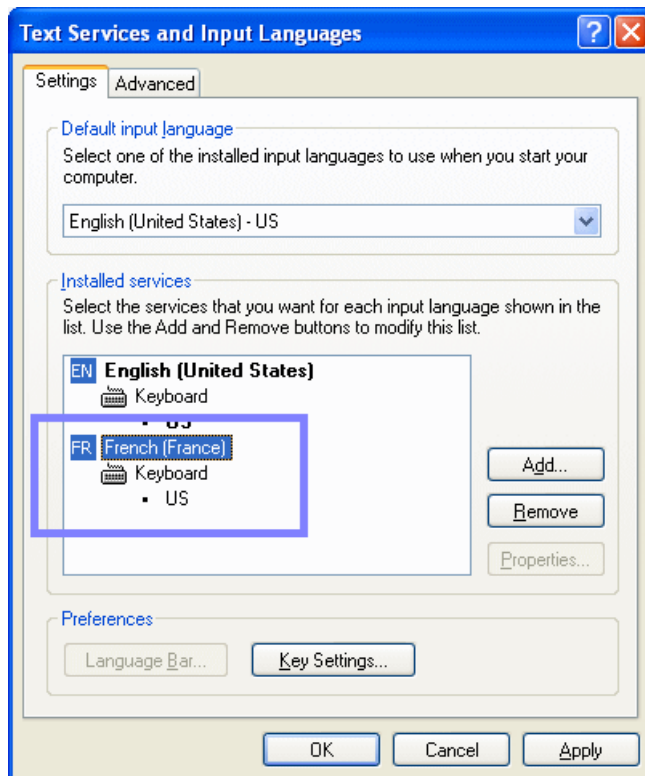 Text Services and Input Languages
Settings
Advanced
Default input language
Select one of the installed input languages to use when you start your
computer.
English (United States) - US
Installed services
Select the services that you want for each input language shown in the
list. Use the Add and Remove buttons to modify this list.
EN English (United States)
Keyboard
US
FR French (France)
Keyboard
US
Add...
Remove
Properties...
Preferences
Language Bar...
Key Settings...
OK
Cancel
Apply